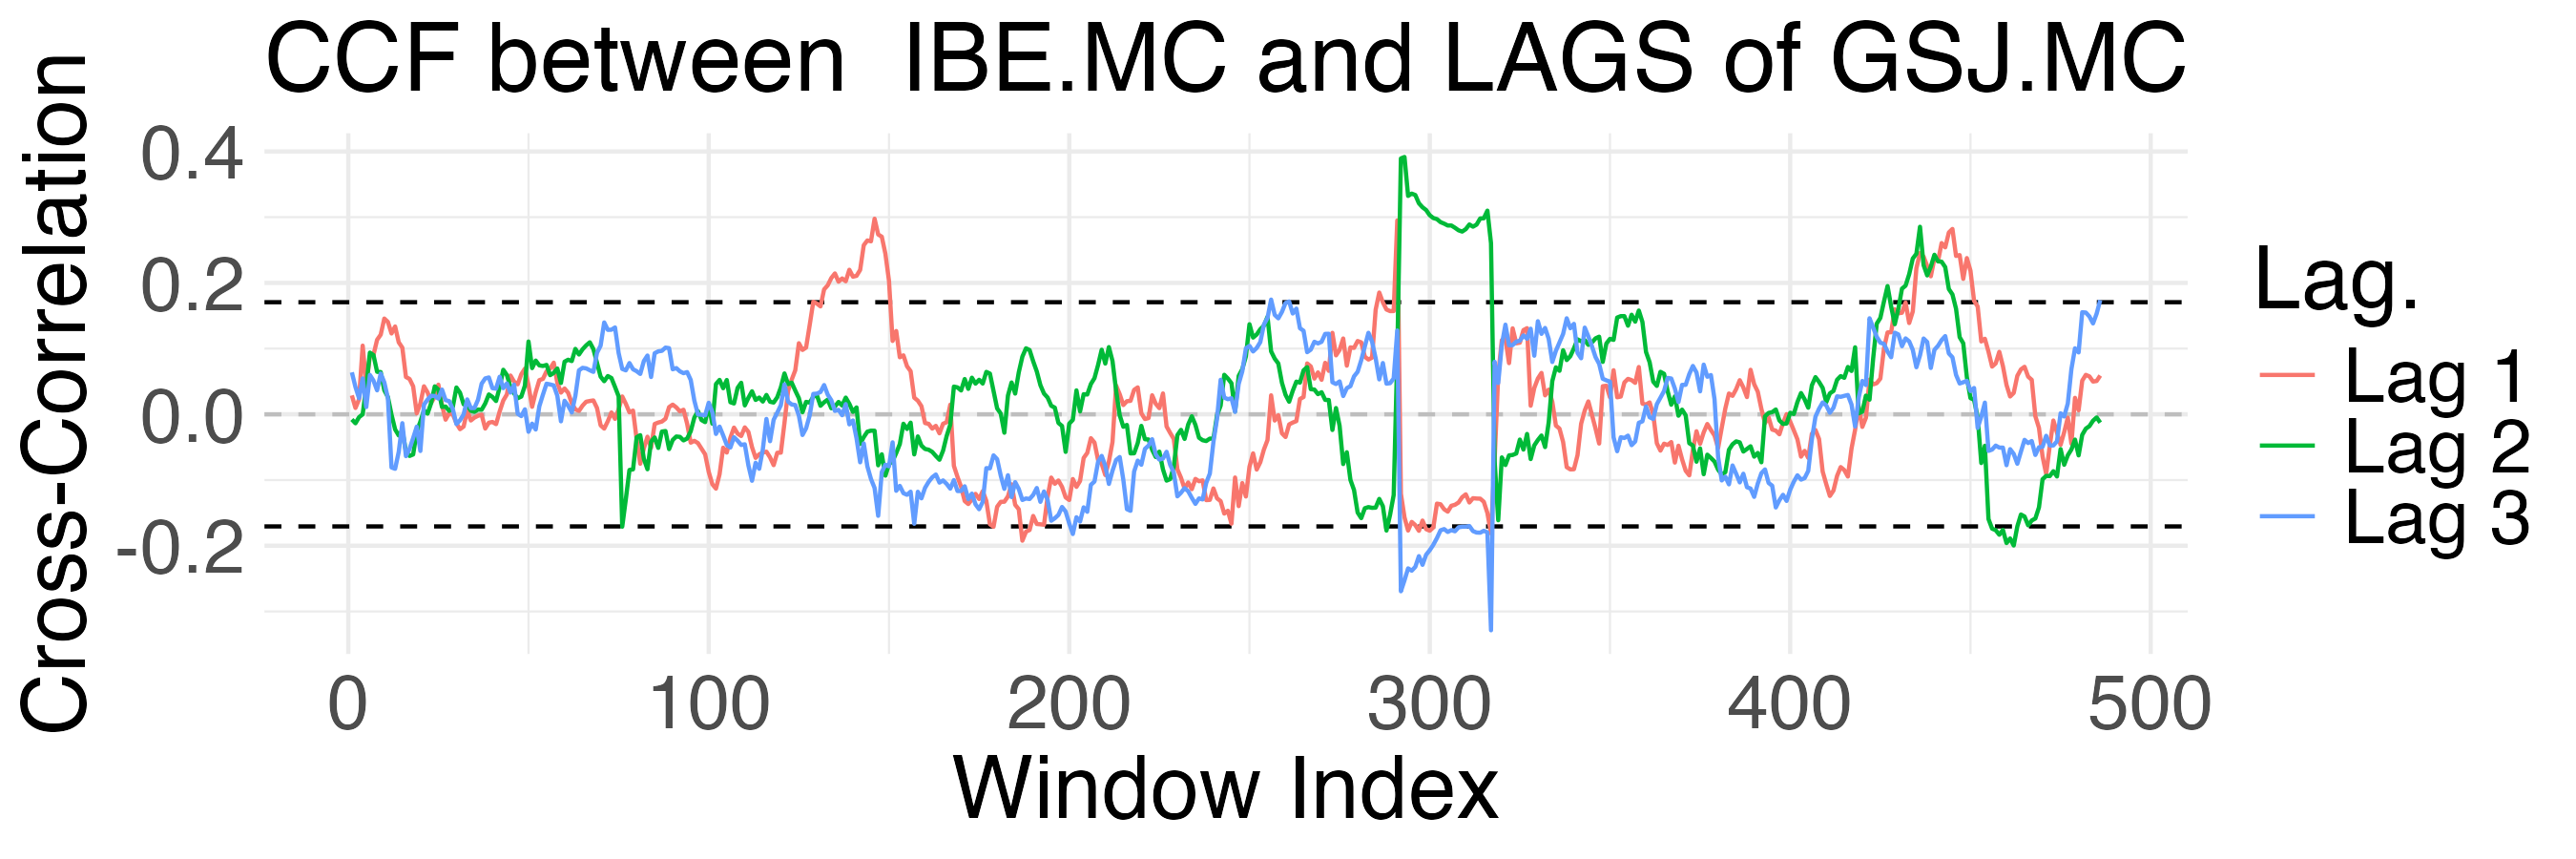 CCF between  IBE.MC and LAGS of GSJ.MC
Cross-Correlation
0.4
0.2
0.0
-0.2
0 100 200 300 400 500
Window Index
Lag.
Lag 1
Lag 2
Lag 3